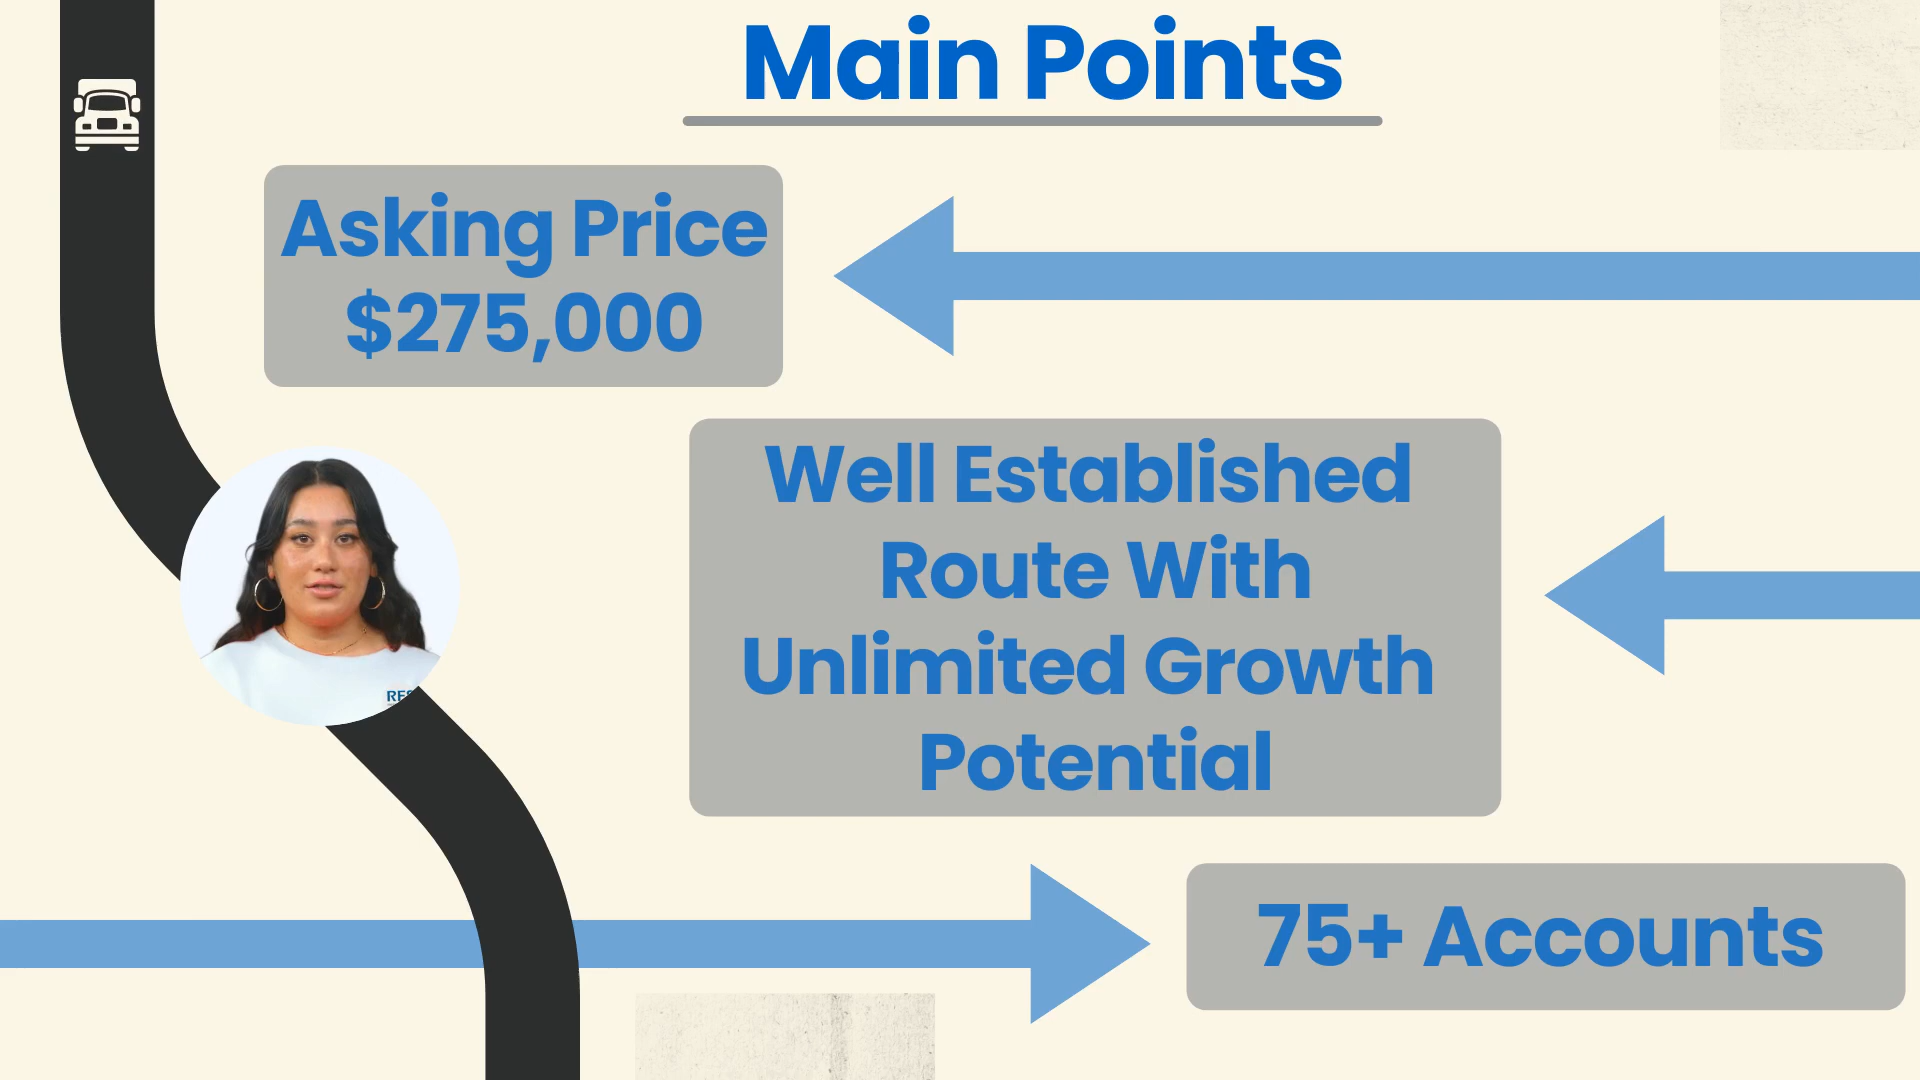 Main Points
Asking Price
$275,000
Well Established
Route With
Unlimited Growth
Potential
75+ Accounts